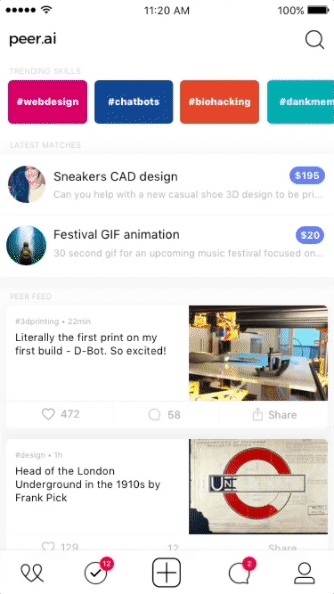 11:20 AM
100%
peer.ai
TRENDING SKILLS
#webdesign
#chatbots
#biohacking
#dankmem
LATEST MATCHES
Sneakers CAD design
$195
Can you help with a new casual shoe 3D design to be pri...
Festival GIF animation
$20
30 second gif for an upcoming music festival focused on...
PEER FEED
#3dprinting • 22min
Literally the first print on my
first build - D-Bot. So excited!
472
58
Share
#design • 1h
Head of the London
Underground in the 1910s by
Frank Pick
129
12
Share
12
2